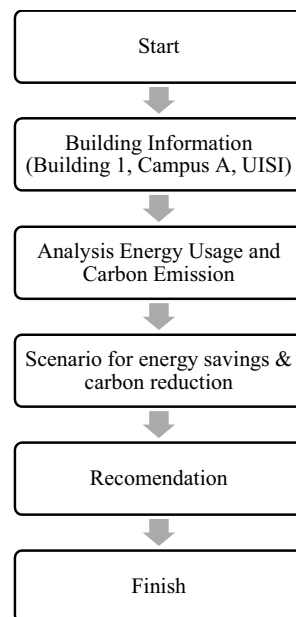 Start
Building Information
(Building 1, Campus A, UISI)
Analysis Energy Usage and
Carbon Emission
Scenario for energy savings &
carbon reduction
Recomendation
Finish